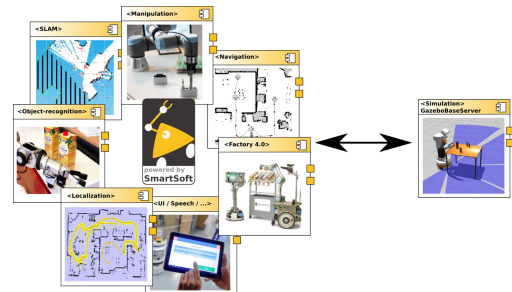 <Manipulation>
<SLAM>
<Navigation>
<Simulation>
GazeboBaseServer
<Object-recognition>
powered by
SmartSoft
<Factory 4.0>
<Localization>
<UI / Speech / ...>